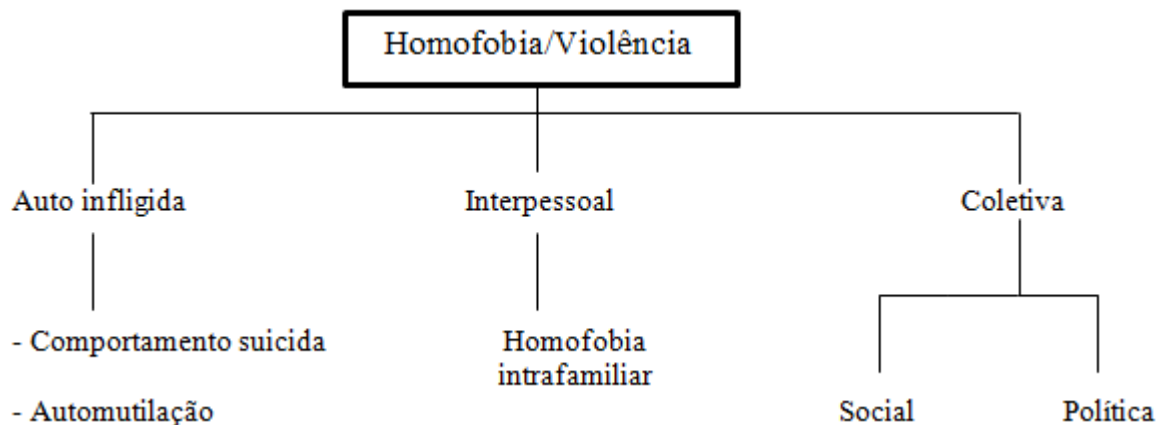 Homofobia/Violência
Auto infligida
Interpessoal
Coletiva
- Comportamento suicida
- Automutilação
Homofobia
intrafamiliar
Social
Política